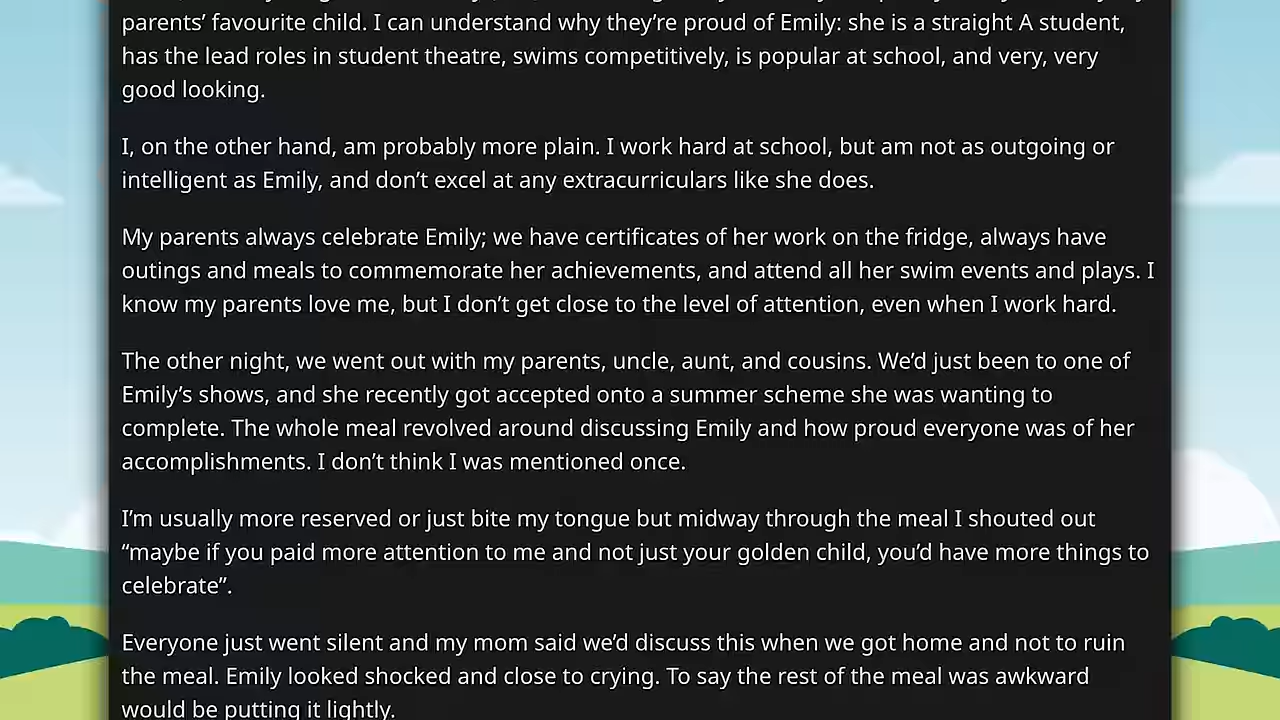 parents’ favourite child. I can understand why they’re proud of Emily: she is a straight A student,
has the lead roles in student theatre, swims competitively, is popular at school, and very, very
good looking.
I, on the other hand, am probably more plain. I work hard at school, but am not as outgoing or
intelligent as Emily, and don’t excel at any extracurriculars like she does.
My parents always celebrate Emily; we have certificates of her work on the fridge, always have
outings and meals to commemorate her achievements, and attend all her swim events and plays. I
know my parents love me, but I don’t get close to the level of attention, even when I work hard.
The other night, we went out with my parents, uncle, aunt, and cousins. We’d just been to one of
Emily’s shows, and she recently got accepted onto a summer scheme she was wanting to
complete. The whole meal revolved around discussing Emily and how proud everyone was of her
accomplishments. I don’t think I was mentioned once.
I’m usually more reserved or just bite my tongue but midway through the meal I shouted out
“maybe if you paid more attention to me and not just your golden child, you’d have more things to
celebrate”.
Everyone just went silent and my mom said we’d discuss this when we got home and not to ruin
the meal. Emily looked shocked and close to crying. To say the rest of the meal was awkward
would be putting it lightly.